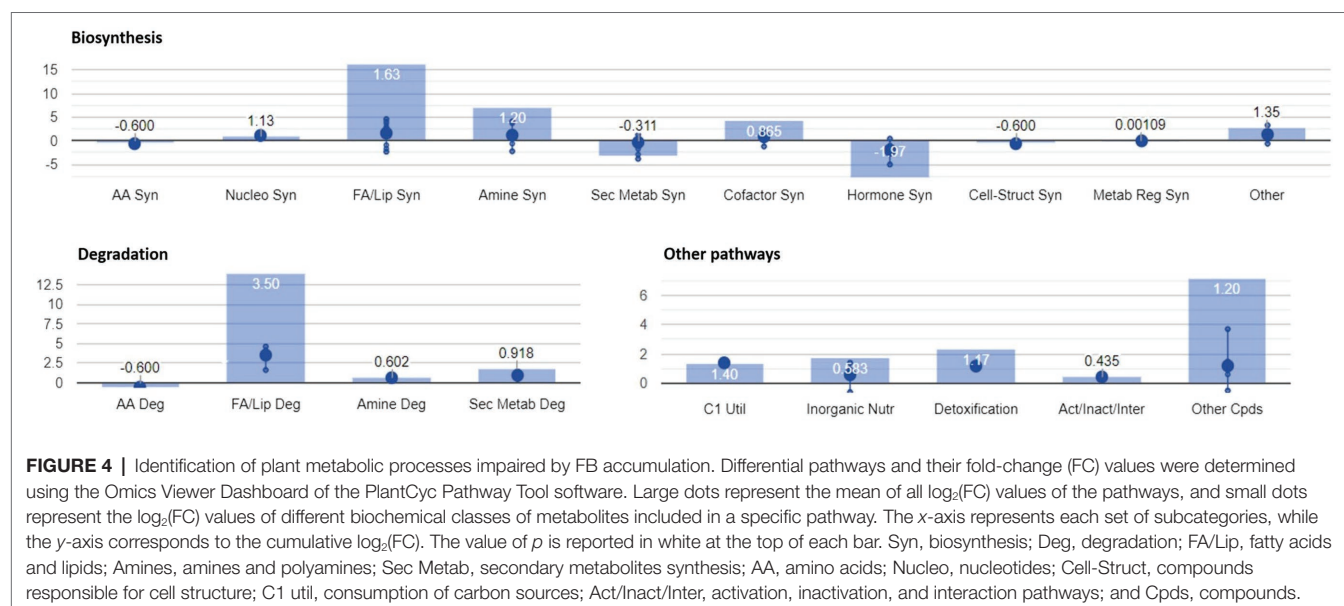 Biosynthesis
15
10
5
0
-5
-0.600
1.13
1.63
1.20
-0.311
0.865
-1.97
-0.600
0.00109
1.35
AA Syn
Nucleo Syn
FA/Lip Syn
Amine Syn
Sec Metab Syn
Cofactor Syn
Hormone Syn
Cell-Struct Syn
Metab Reg Syn
Other
Degradation
12.5
10
7.5
5
2.5
0
-0.600
3.50
0.602
0.918
AA Deg
FA/Lip Deg
Amine Deg
Sec Metab Deg
Other pathways
6
4
2
0
1.40
0.583
1.17
0.435
1.20
C1 Util
Inorganic Nutr
Detoxification
Act/Inact/Inter
Other Cpds
FIGURE 4 | Identification of plant metabolic processes impaired by FB accumulation. Differential pathways and their fold-change (FC) values were determined
using the Omics Viewer Dashboard of the PlantCyc Pathway Tool software. Large dots represent the mean of all log₂(FC) values of the pathways, and small dots
represent the log₂(FC) values of different biochemical classes of metabolites included in a specific pathway. The x-axis represents each set of subcategories, while
the y-axis corresponds to the cumulative log₂(FC). The value of p is reported in white at the top of each bar. Syn, biosynthesis; Deg, degradation; FA/Lip, fatty acids
and lipids; Amines, amines and polyamines; Sec Metab, secondary metabolites synthesis; AA, amino acids; Nucleo, nucleotides; Cell-Struct, compounds
responsible for cell structure; C1 util, consumption of carbon sources; Act/Inact/Inter, activation, inactivation, and interaction pathways; and Cpds, compounds.